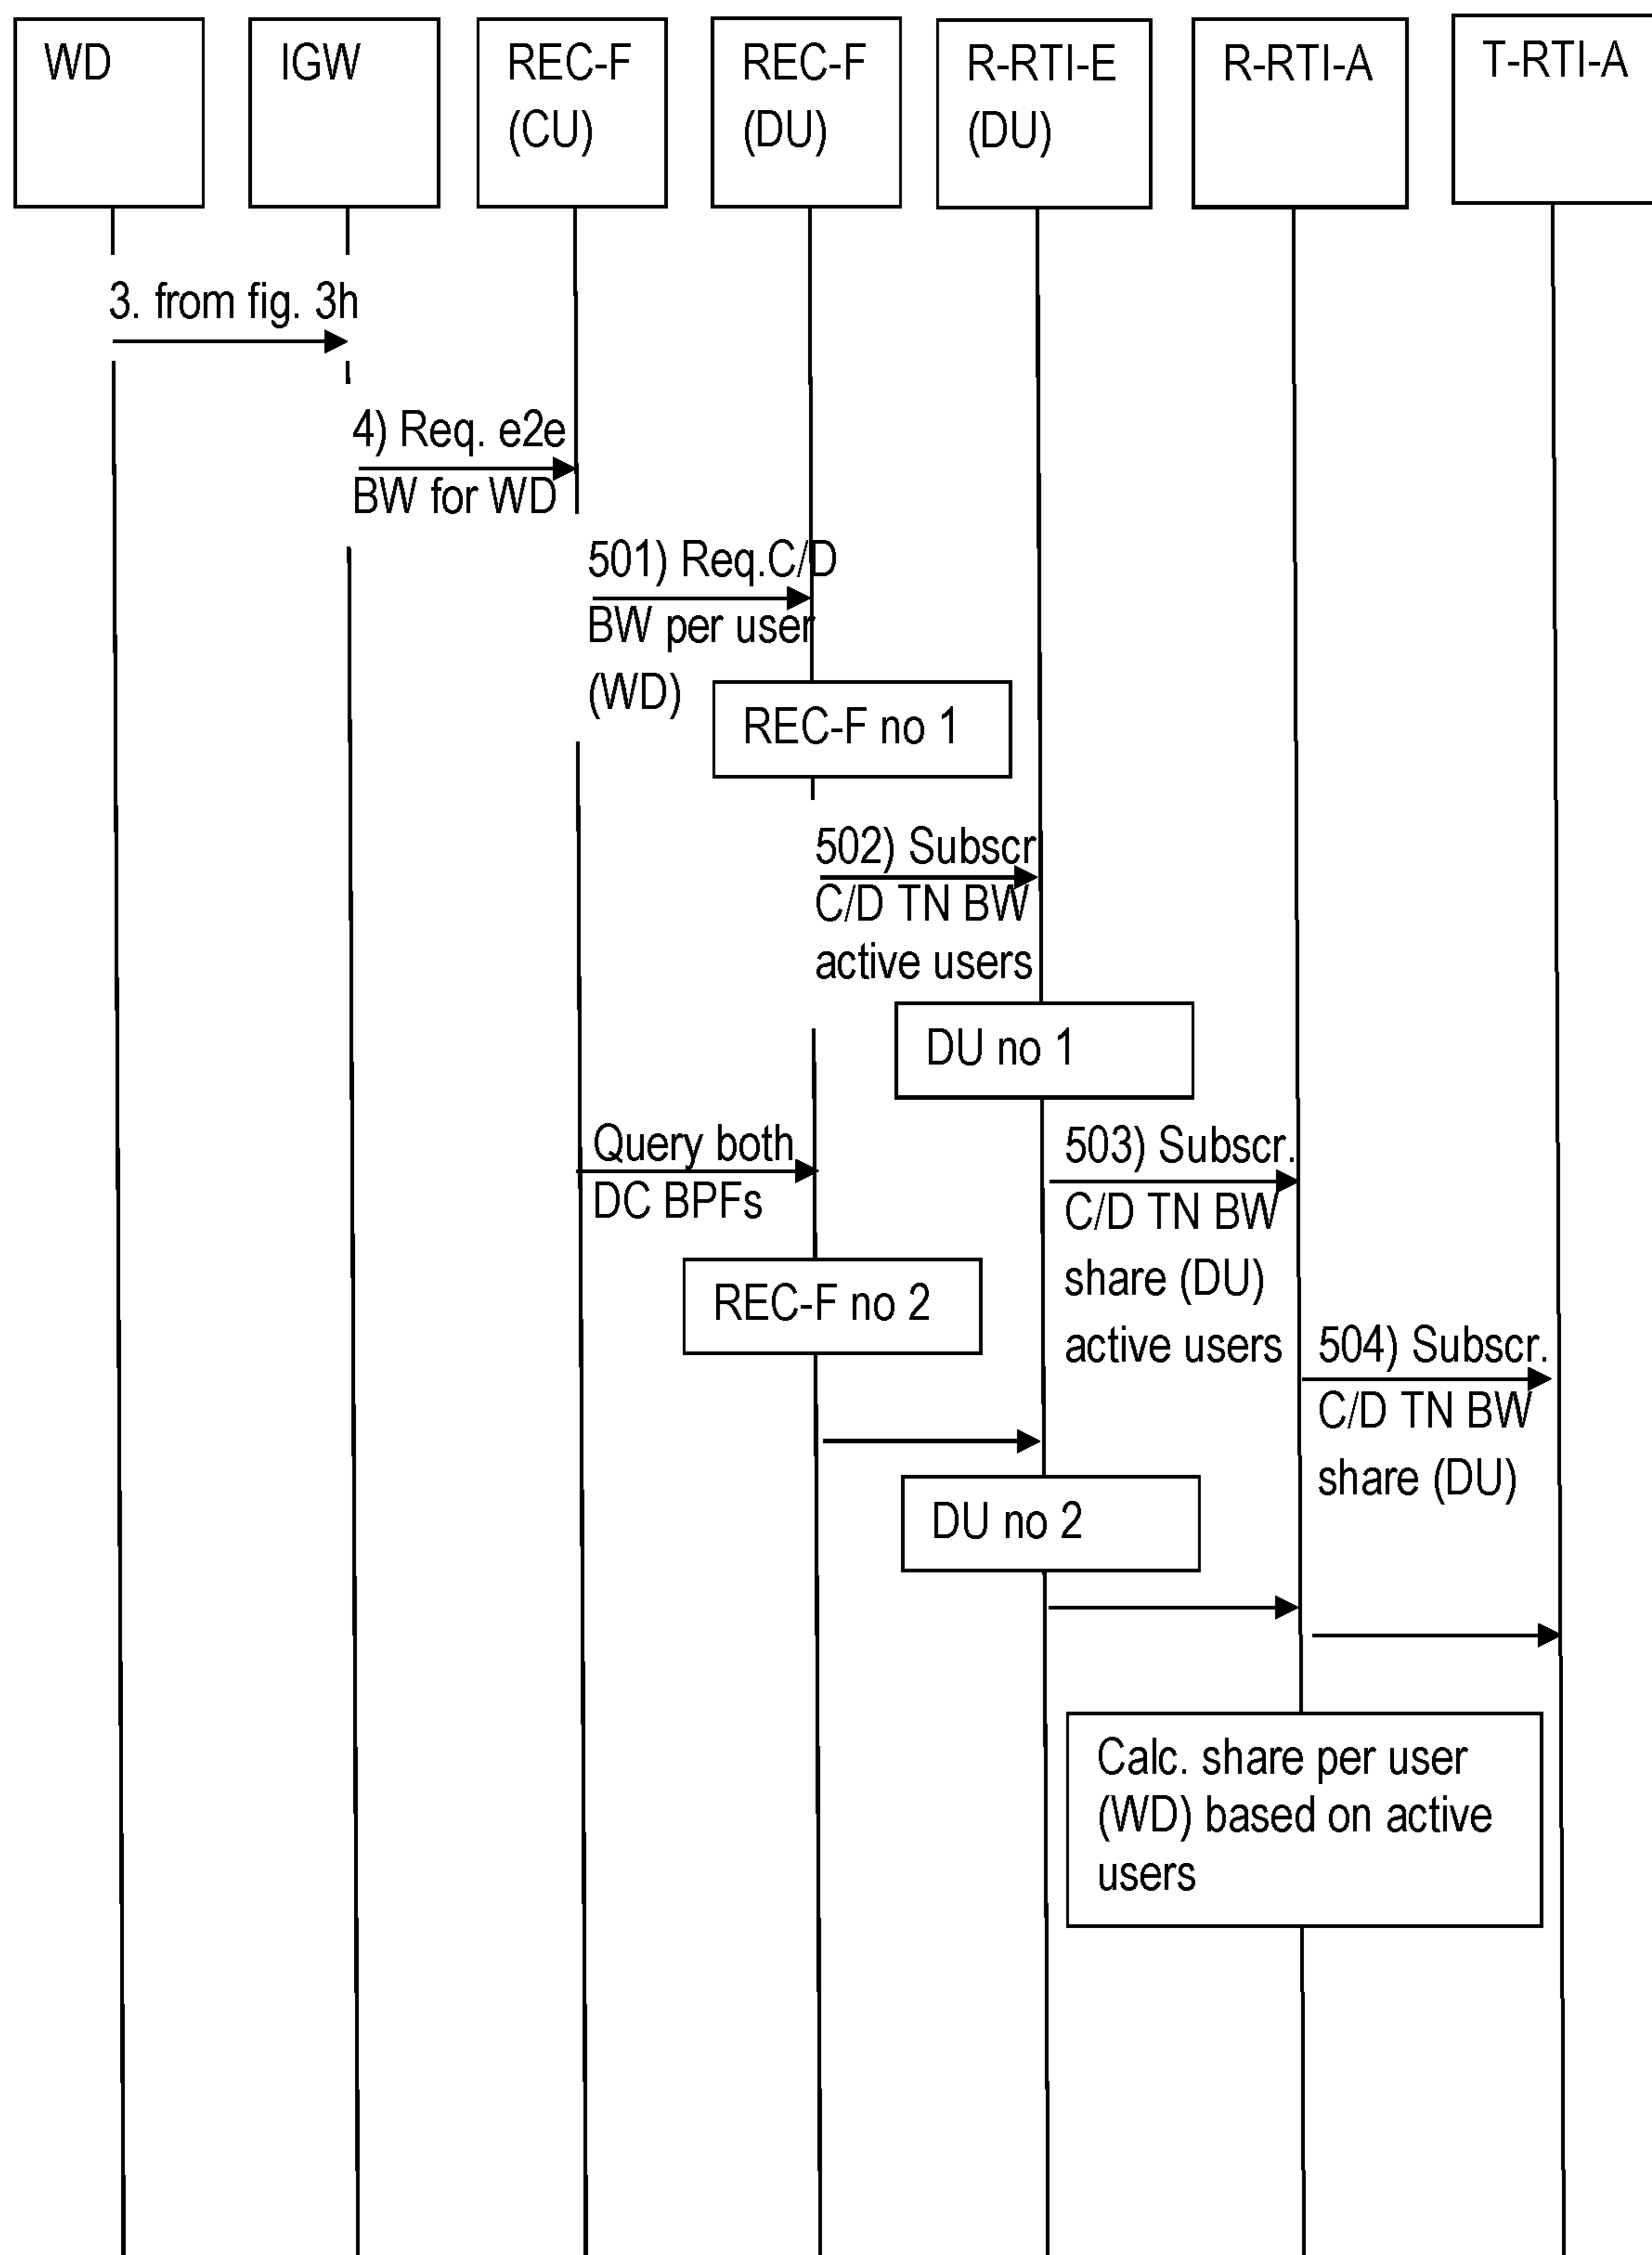 WD
IGW
REC-F
(CU)
REC-F
(DU)
R-RTI-E
(DU)
R-RTI-A
T-RTI-A
3. from fig. 3h
4) Req. e2e
BW for WD
501) Req.C/D
BW per user
(WD)
REC-F no 1
502) Subscr
C/D TN BW
active users
DU no 1
Query both
DC BPFs
503) Subscr.
C/D TN BW
share (DU)
active users
REC-F no 2
504) Subscr.
C/D TN BW
share (DU)
DU no 2
Calc. share per user
(WD) based on active
users